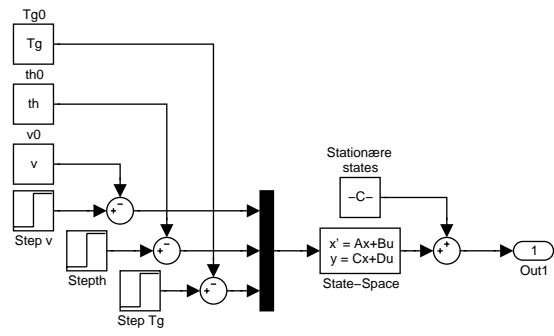 Tg0
Tg
th0
th
v0
v
Step v
Stepth
Step Tg
Stationære
states
−C−
x' = Ax+Bu
y = Cx+Du
State−Space
1
Out1